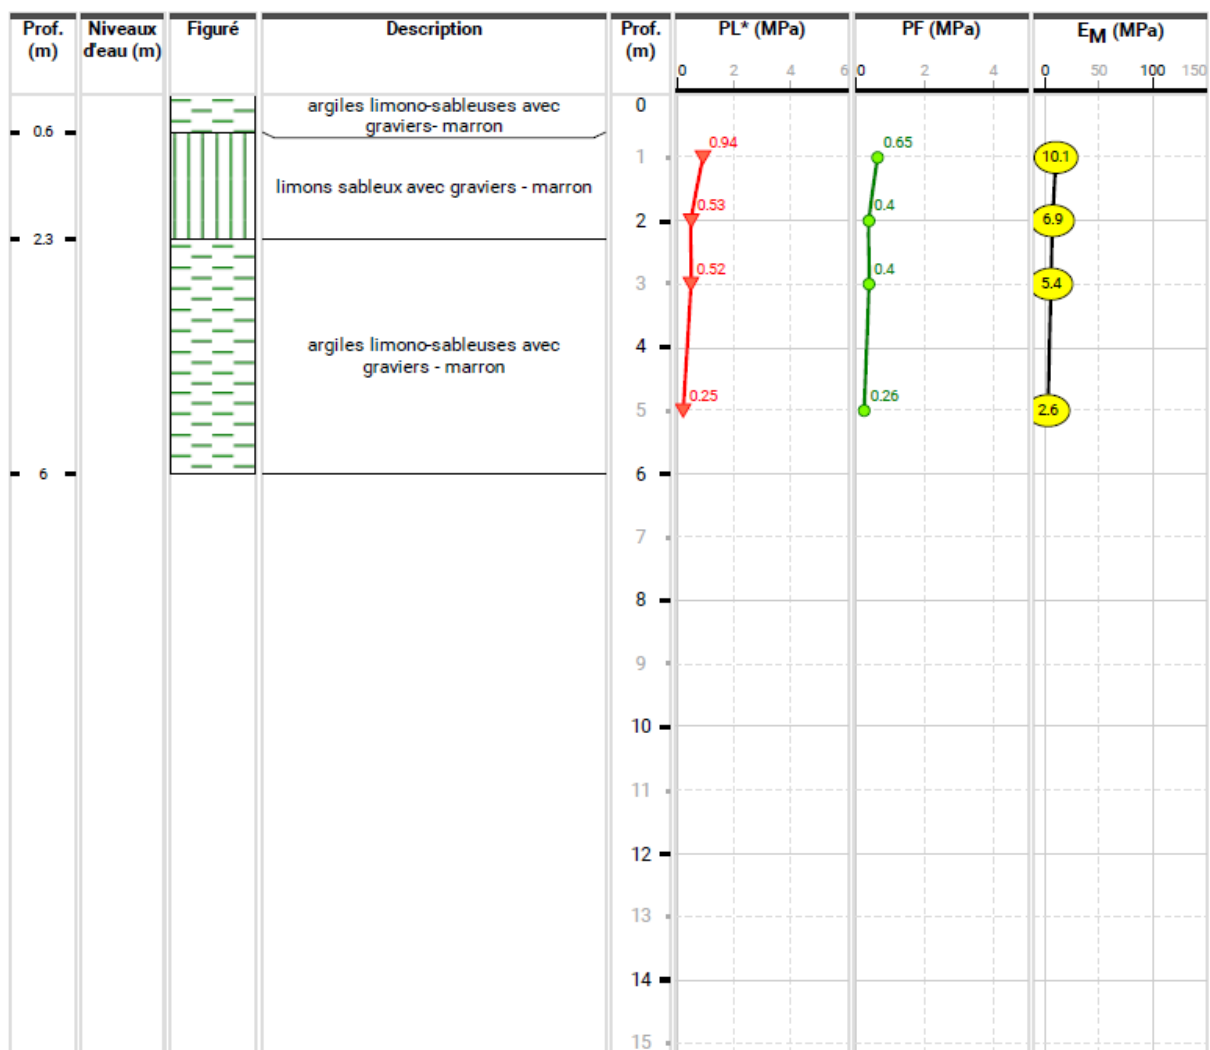 Prof. (m)
Niveaux d'eau (m)
Figuré
Description
Prof. (m)
PL* (MPa)
PF (MPa)
EM (MPa)
0 2 4 6
0 2 4
0 50 100 150
argiles limono-sableuses avec
graviers- marron
0.6
limons sableux avec graviers - marron
2.3
argiles limono-sableuses avec
graviers - marron
6
0
1
2
3
4
5
6
7
8
9
10
11
12
13
14
15
0.94
0.53
0.52
0.25
0.65
0.4
0.4
0.26
10.1
6.9
5.4
2.6